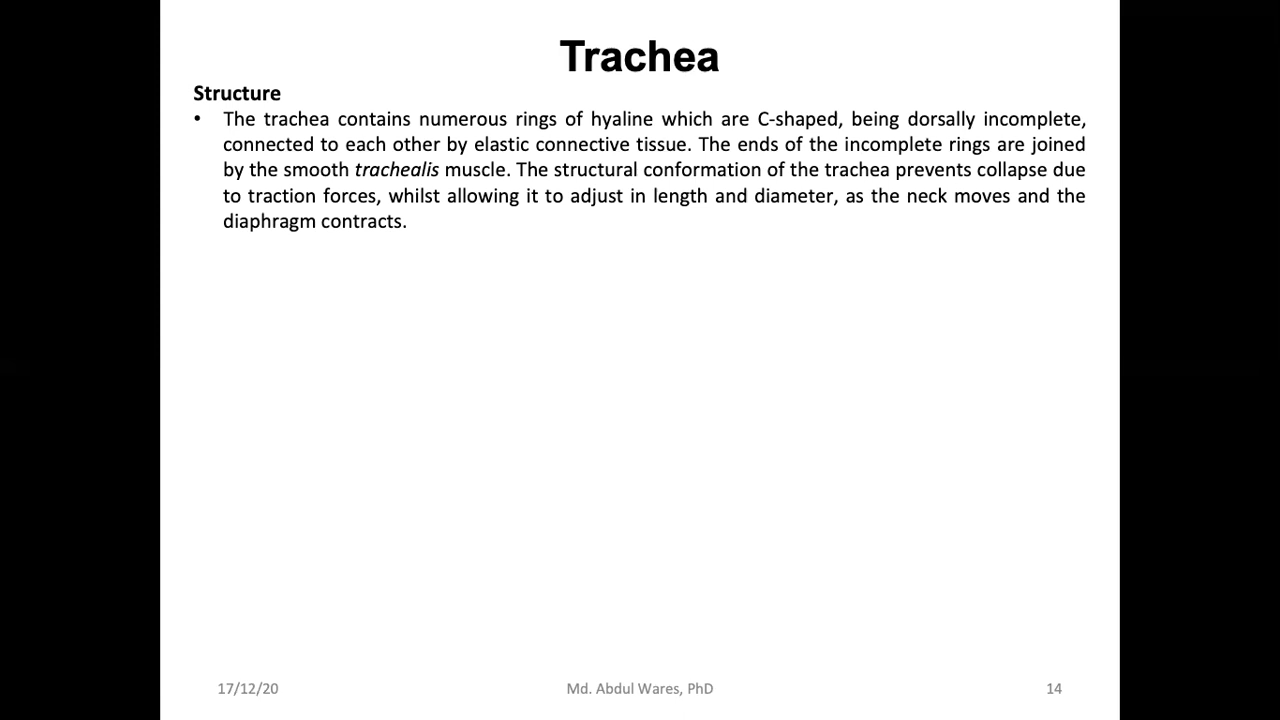 Trachea
Structure
• The trachea contains numerous rings of hyaline which are C-shaped, being dorsally incomplete,
connected to each other by elastic connective tissue. The ends of the incomplete rings are joined
by the smooth trachealis muscle. The structural conformation of the trachea prevents collapse due
to traction forces, whilst allowing it to adjust in length and diameter, as the neck moves and the
diaphragm contracts.
17/12/20 Md. Abdul Wares, PhD 14